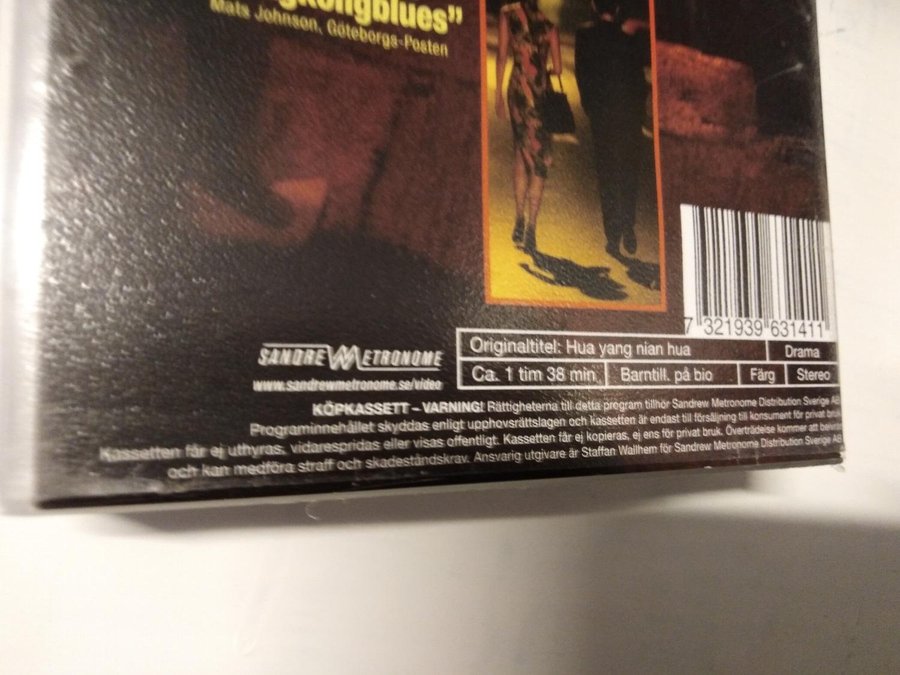 gkongblues”
Mats Johnson, Göteborgs-Posten
7 321939 631411
SANDREW METRONOME
www.sandrewmetronome.se/video
Originaltitel: Hua yang nian hua
Drama
Ca. 1 tim 38 min.
Barntill. på bio
Färg
Stereo
KÖPKASSETT – VARNING! Rättigheterna till detta program tillhör Sandrew Metronome Distribution Sverige AB.
Programinnehållet skyddas enligt upphovsrättslagen och kassetten är endast till försäljning till konsument för privat bruk.
Kassetten får ej uthyras, vidarespridas eller visas offentligt. Kassetten får ej kopieras, ej ens för privat bruk. Överträdelse kommer att beivras
och kan medföra straff och skadeståndskrav. Ansvarig utgivare är Staffan Wallhem för Sandrew Metronome Distribution Sverige AB